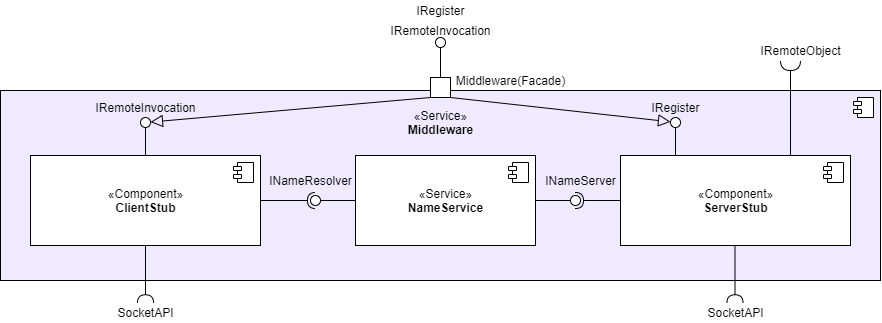 IRegister
IRemoteInvocation
IRemoteObject
Middleware(Facade)
IRemoteInvocation
IRegister
«Service»
Middleware
INameResolver
INameServer
«Component»
ClientStub
«Service»
NameService
«Component»
ServerStub
SocketAPI
SocketAPI